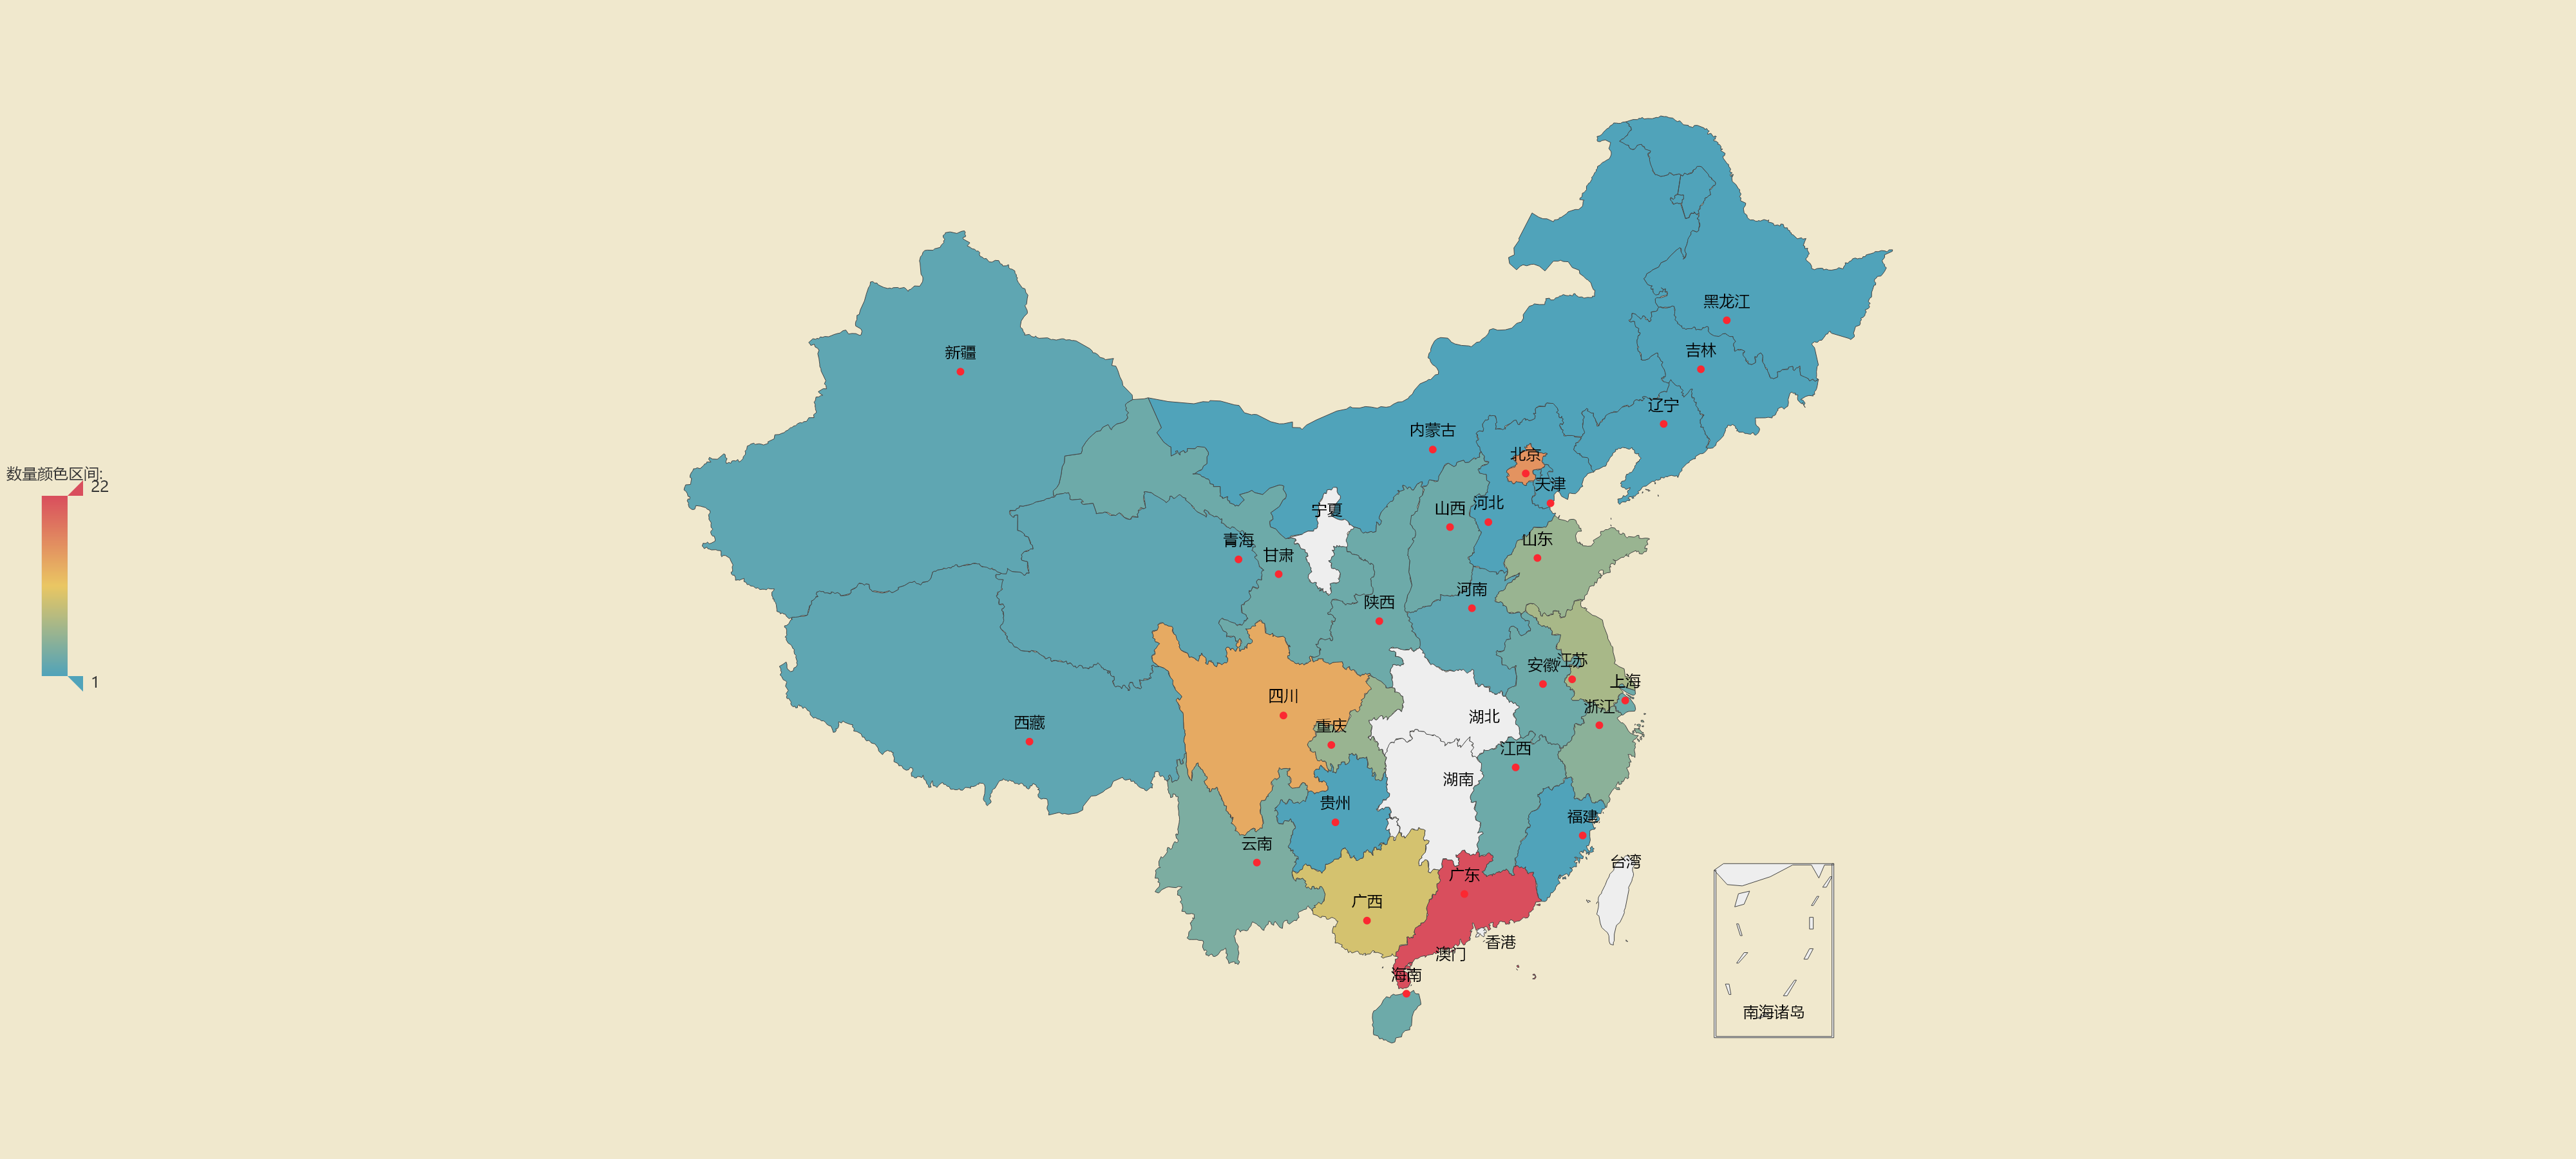 黑龙江
吉林
新疆
辽宁
内蒙古
北京
数量颜色区间:
22
天津
河北
山西
宁夏
山东
青海
甘肃
河南
陕西
江苏
安徽
上海
1
四川
浙江
湖北
西藏
重庆
江西
湖南
贵州
福建
云南
台湾
广东
广西
香港
澳门
海南
南海诸岛